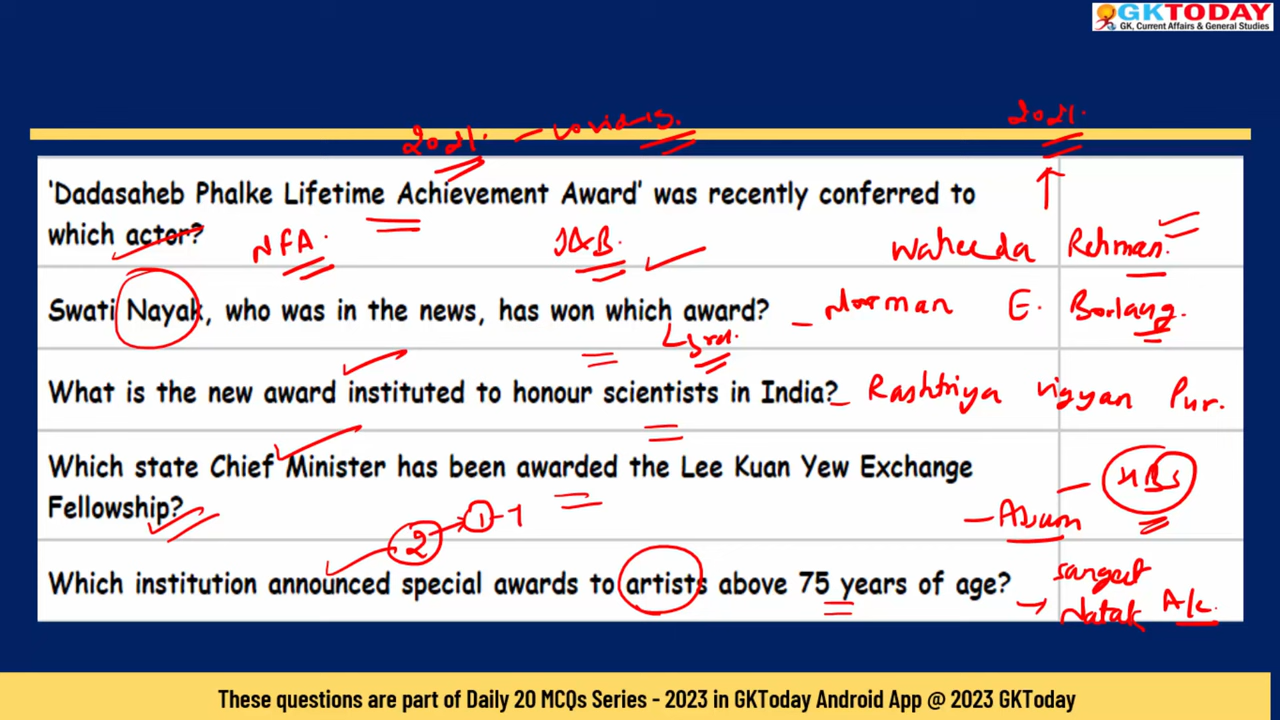 GKTODAY
GK, Current Affairs & General Studies
2021. - Covid-19.
2021.
'Dadasaheb Phalke Lifetime Achievement Award' was recently conferred to
which actor?
NFA.
I&B.
Waheeda Rehman.
Swati Nayak, who was in the news, has won which award?
- Norman E. Borlaug.
3rd.
What is the new award instituted to honour scientists in India?
- Rashtriya Vigyan Pur.
Which state Chief Minister has been awarded the Lee Kuan Yew Exchange
Fellowship?
- HBS
- Assam
2 → 1 -1
Which institution announced special awards to artists above 75 years of age?
→ Sangeet
Natak A/c.
These questions are part of Daily 20 MCQs Series - 2023 in GKToday Android App @ 2023 GKToday